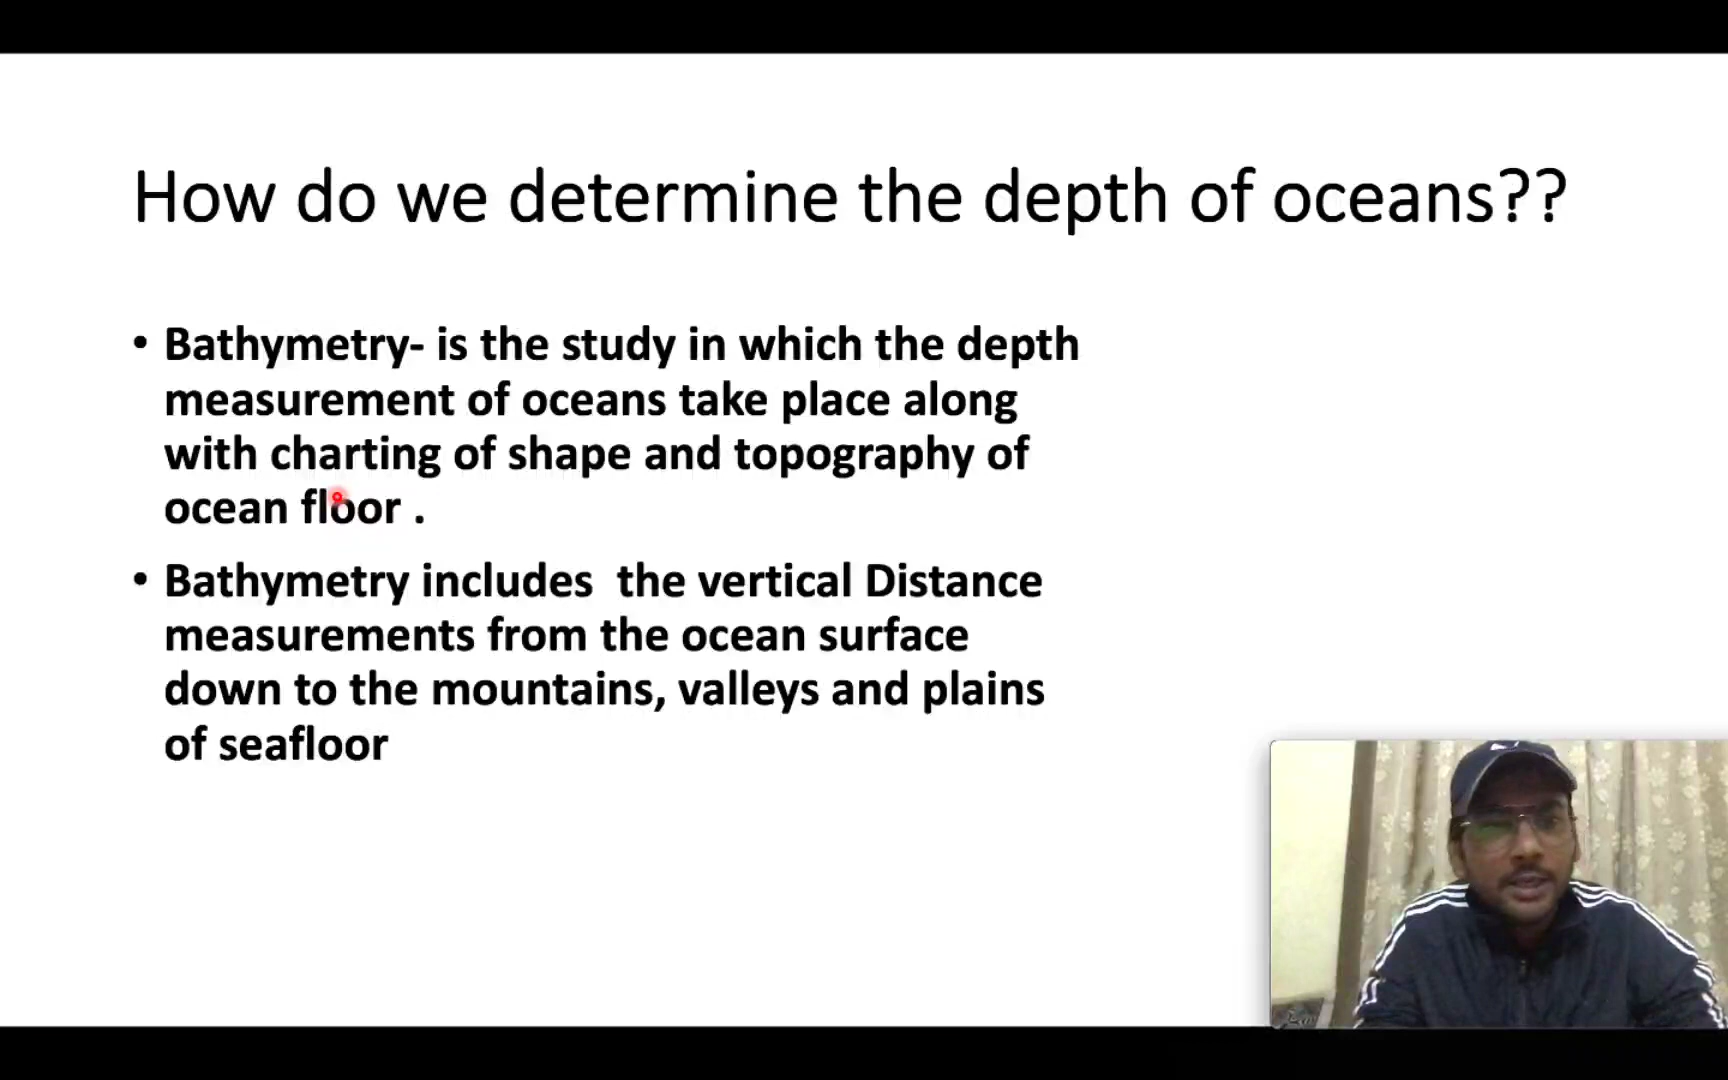 How do we determine the depth of oceans??
• Bathymetry- is the study in which the depth
measurement of oceans take place along
with charting of shape and topography of
ocean floor .
• Bathymetry includes  the vertical Distance
measurements from the ocean surface
down to the mountains, valleys and plains
of seafloor